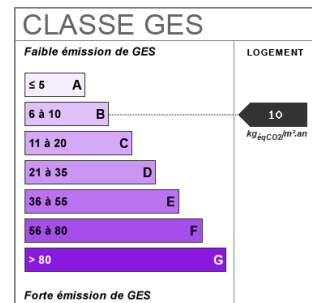 CLASSE GES
Faible émission de GES
LOGEMENT
≤ 5 A
6 à 10 B
10
kgéqCO2/m².an
11 à 20 C
21 à 35 D
36 à 55 E
56 à 80 F
> 80 G
Forte émission de GES